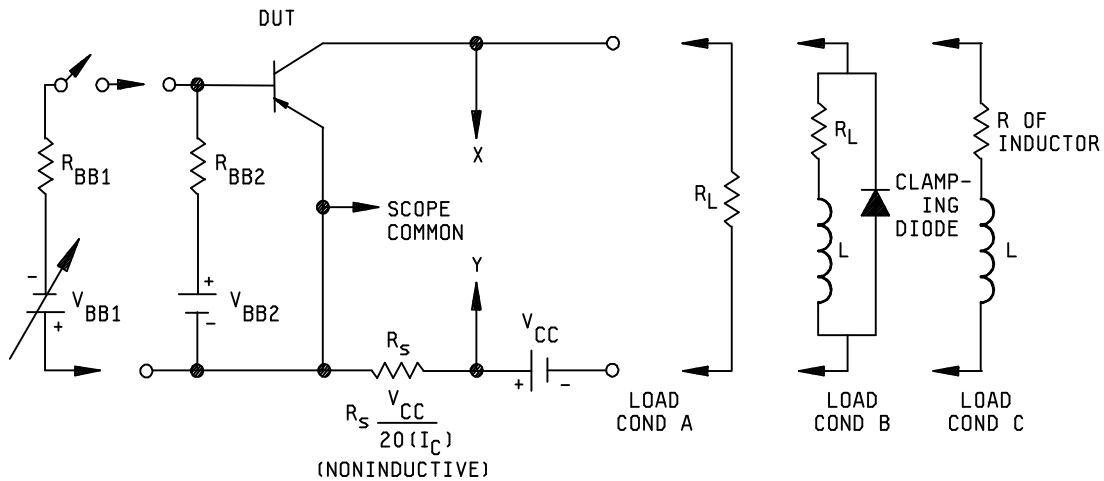 DUT
R BB1
R BB2
X
SCOPE
COMMON
-
V BB1
+
+
V BB2
-
Y
R s
V CC
+
-
R s V CC
20(I C)
(NONINDUCTIVE)
R L
LOAD
COND A
R L
L
CLAMP-
ING
DIODE
LOAD
COND B
R OF
INDUCTOR
L
LOAD
COND C